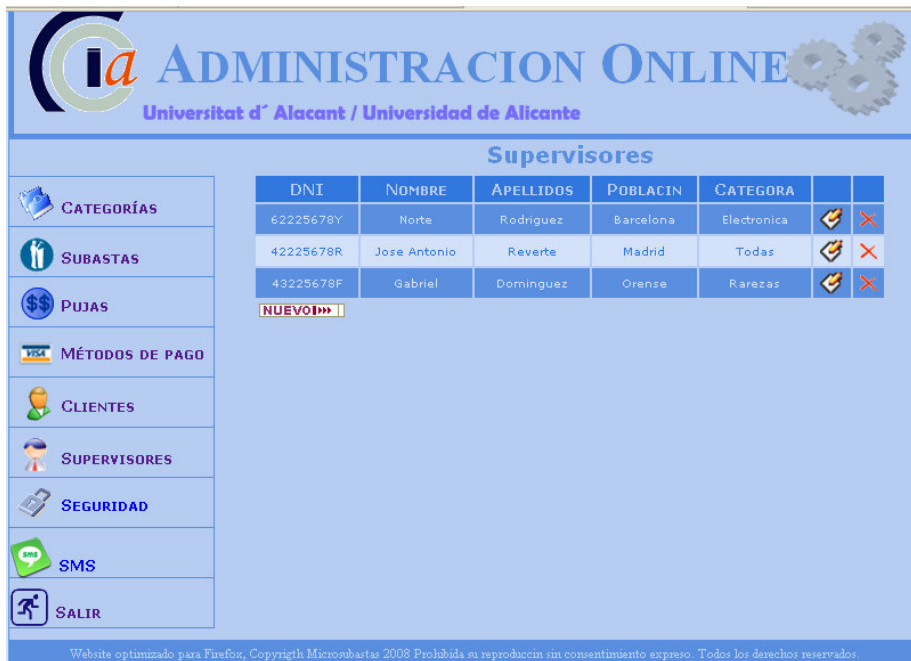 Cia ADMINISTRACION ONLINE
Universitat d´ Alacant / Universidad de Alicante
Supervisores
DNI NOMBRE APELLIDOS POBLACIN CATEGORA
62225678Y Norte Rodriguez Barcelona Electronica
42225678R Jose Antonio Reverte Madrid Todas
43225678F Gabriel Dominguez Orense Rarezas
NUEVO
CATEGORÍAS
SUBASTAS
$$ PUJAS
VISA MÉTODOS DE PAGO
CLIENTES
SUPERVISORES
SEGURIDAD
sms SMS
SALIR
Website optimizado para Firefox, Copyrigth Microsubastas 2008 Prohibida su reproduccin sin consentimiento expreso. Todos los derechos reservados.